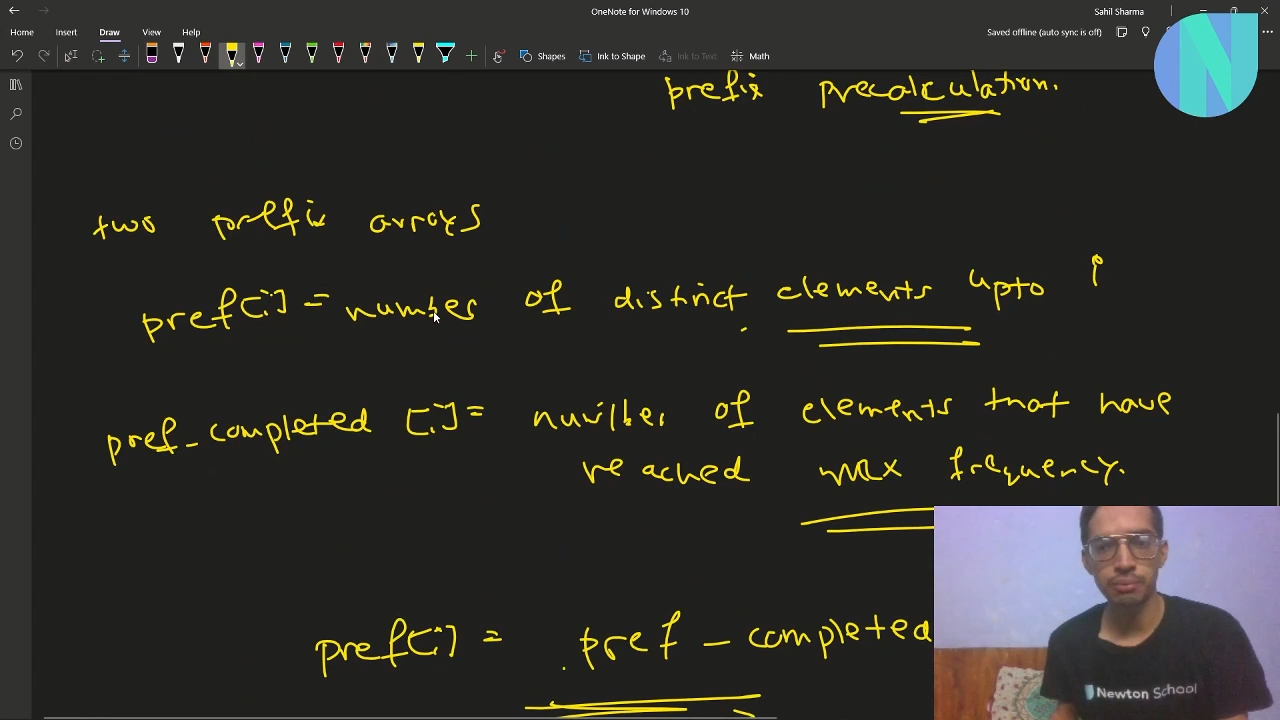 OneNote for Windows 10
Sahil Sharma
Home Insert Draw View Help
Saved offline (auto sync is off)
Shapes Ink to Shape Ink to Text Math
prefix precalculation.
two prefix arrays
pref[i] = number of distinct elements upto i
pref_completed [i] = number of elements that have
reached max frequency.
pref[i] = pref - completed
Newton School